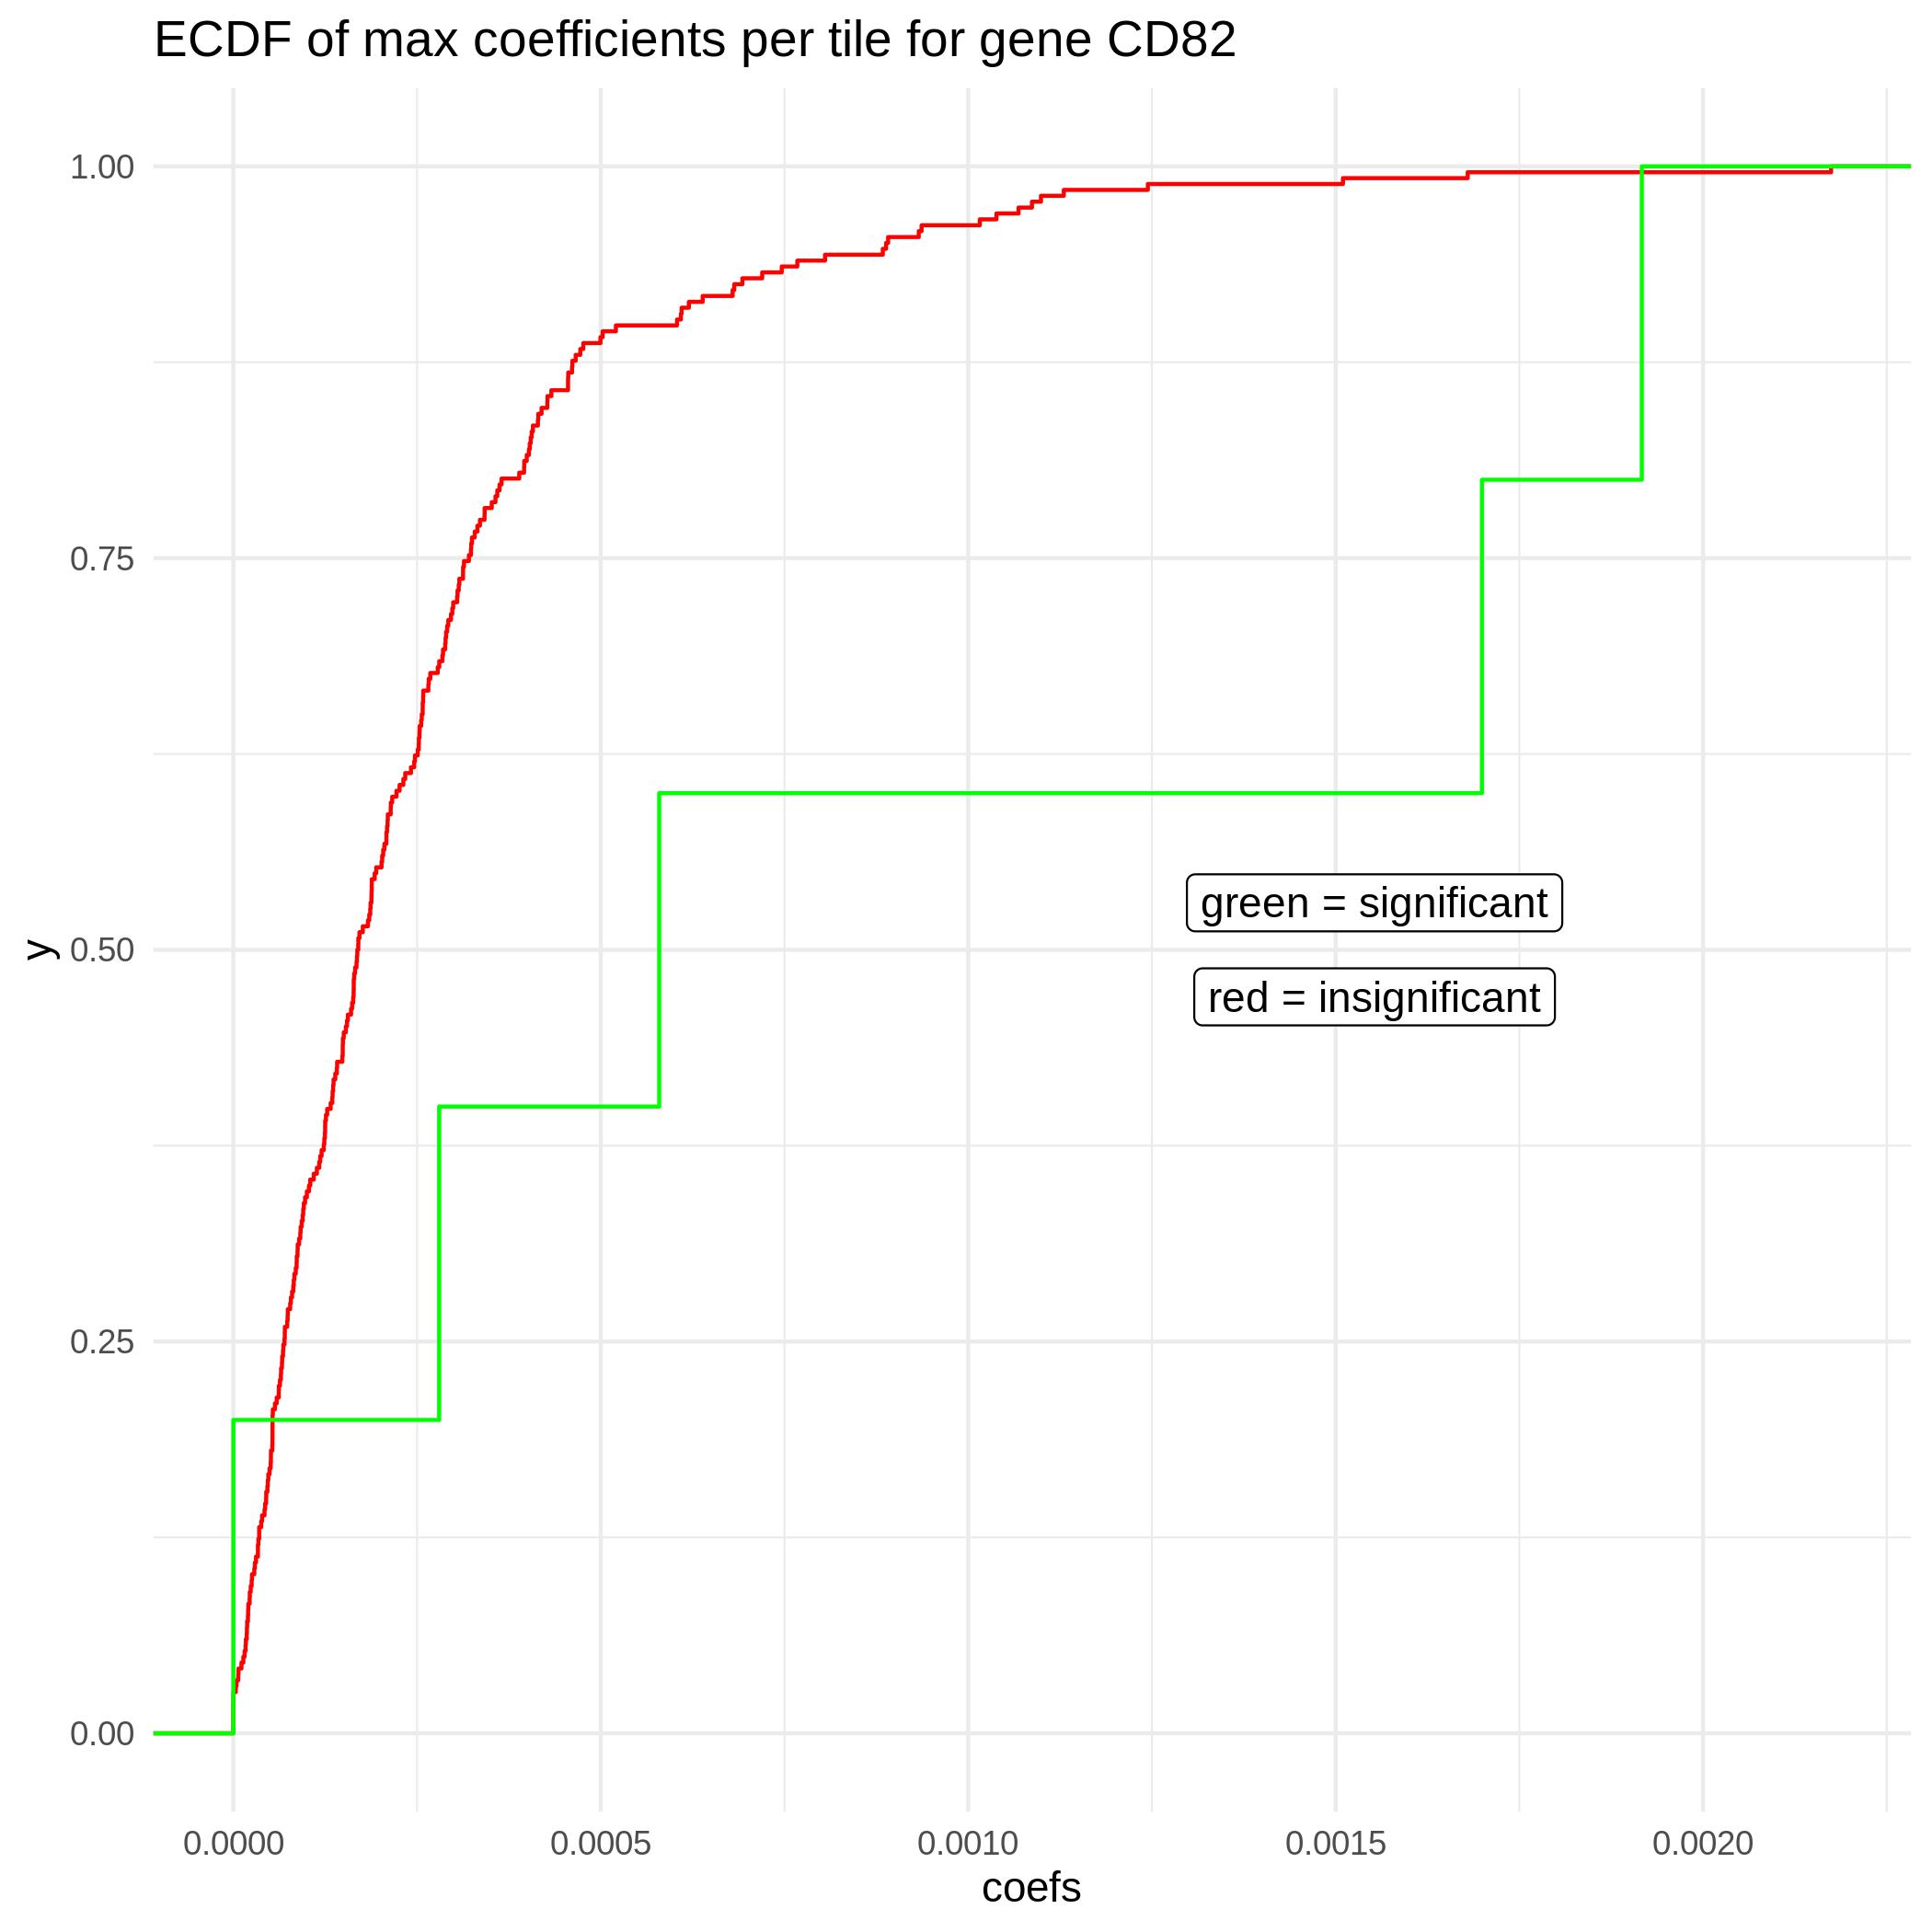 ECDF of max coefficients per tile for gene CD82
1.00
0.75
0.50
0.25
0.00
y
green = significant
red = insignificant
0.0000
0.0005
0.0010
0.0015
0.0020
coefs